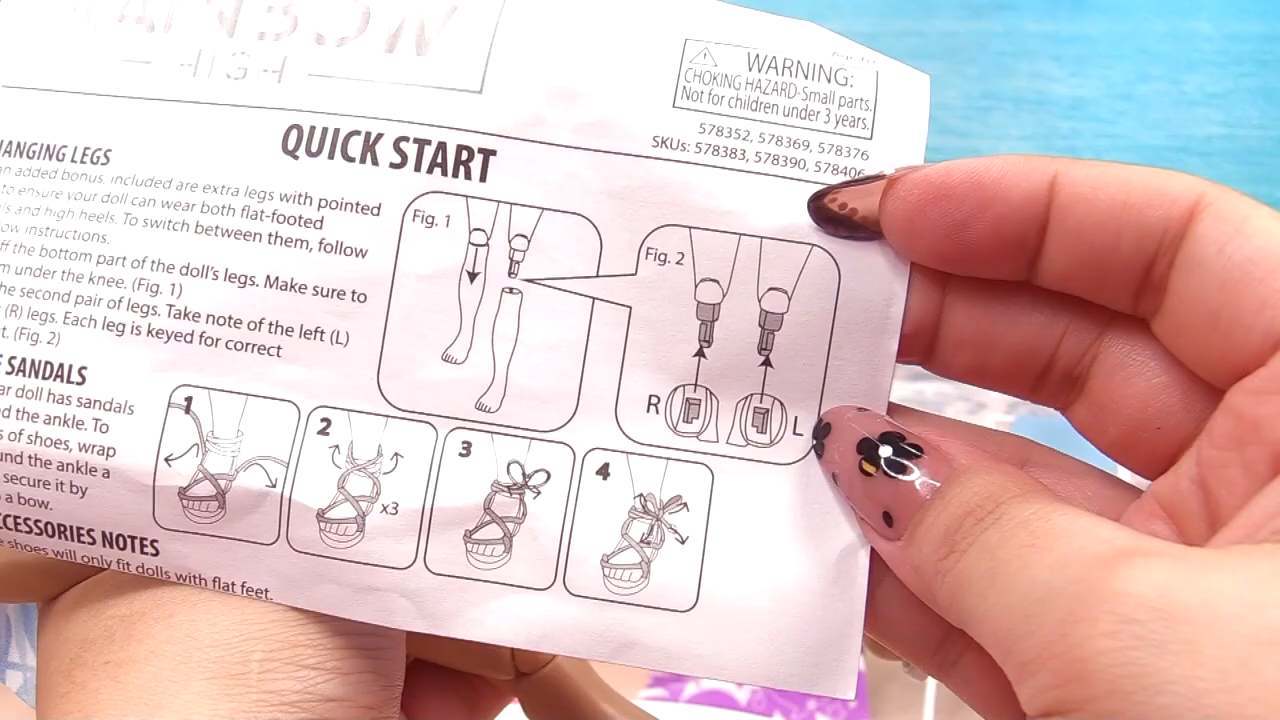 RAINBOW
HIGH
WARNING:
CHOKING HAZARD-Small parts.
Not for children under 3 years.
578352, 578369, 578376
SKUs: 578383, 578390, 578406
QUICK START
HANGING LEGS
an added bonus, included are extra legs with pointed
to ensure your doll can wear both flat-footed
and high heels. To switch between them, follow
ow instructions.
ff the bottom part of the doll's legs. Make sure to
m under the knee. (Fig. 1)
he second pair of legs. Take note of the left (L)
(R) legs. Each leg is keyed for correct
t. (Fig. 2)
Fig. 1
Fig. 2
R
L
SANDALS
ar doll has sandals
nd the ankle. To
s of shoes, wrap
und the ankle a
secure it by
a bow.
1
2
x3
3
4
CCESSORIES NOTES
e shoes will only fit dolls with flat feet.